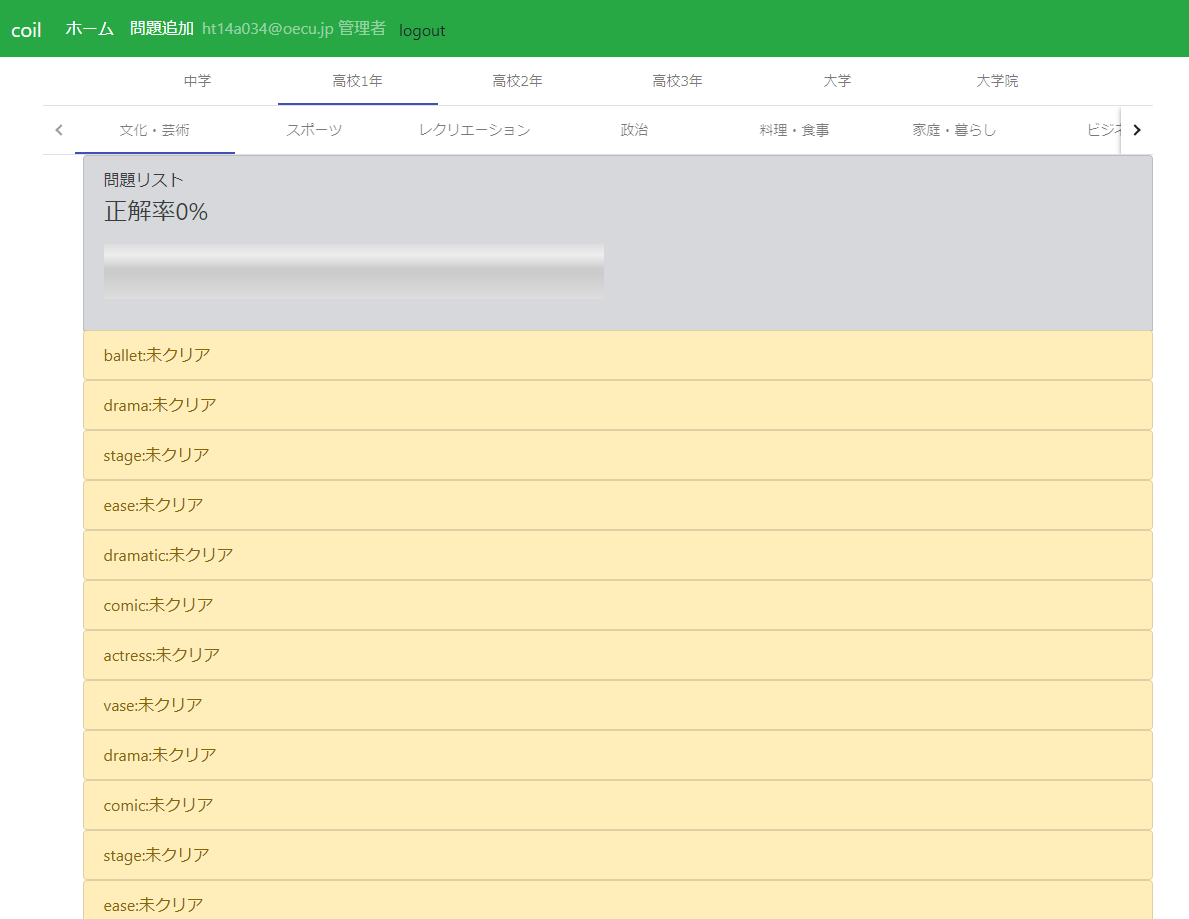 coil ホーム 問題追加 ht14a034@oecu.jp 管理者 logout
中学 高校1年 高校2年 高校3年 大学 大学院
文化・芸術 スポーツ レクリエーション 政治 料理・食事 家庭・暮らし ビジネ
問題リスト
正解率0%
ballet:未クリア
drama:未クリア
stage:未クリア
ease:未クリア
dramatic:未クリア
comic:未クリア
actress:未クリア
vase:未クリア
drama:未クリア
comic:未クリア
stage:未クリア
ease:未クリア